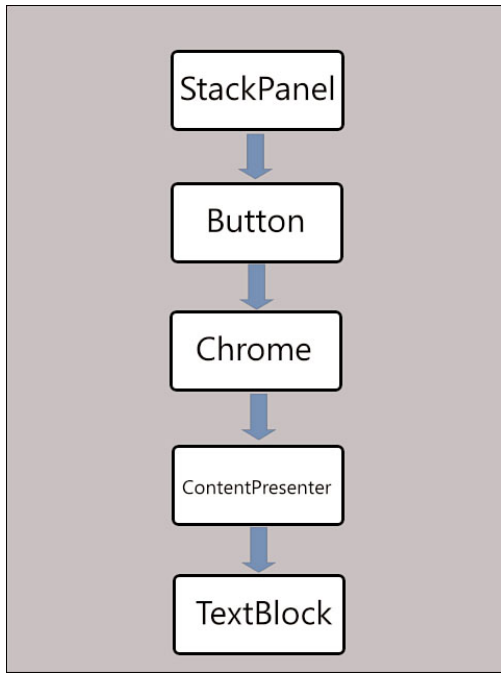 StackPanel
Button
Chrome
ContentPresenter
TextBlock